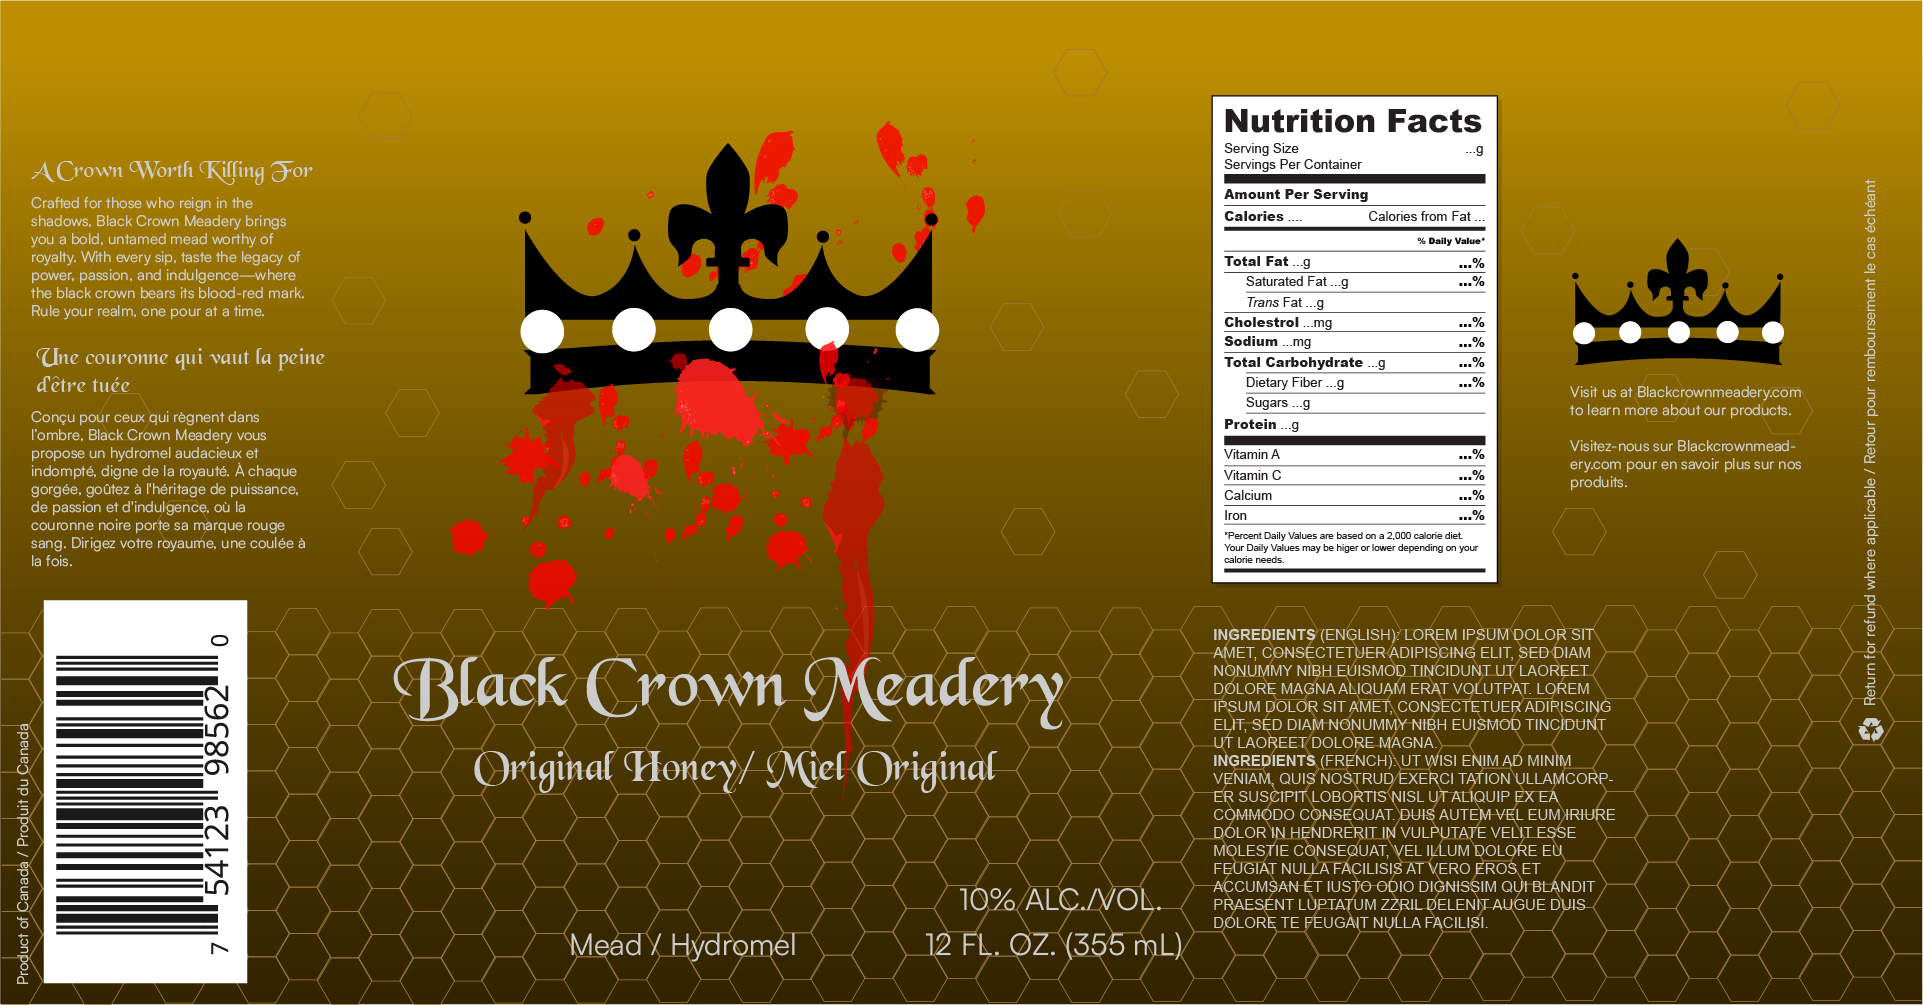 A Crown Worth Killing For
Crafted for those who reign in the
shadows, Black Crown Meadery brings
you a bold, untamed mead worthy of
royalty. With every sip, taste the legacy of
power, passion, and indulgence—where
the black crown bears its blood-red mark.
Rule your realm, one pour at a time.
Une couronne qui vaut la peine
d'être tuée
Conçu pour ceux qui règnent dans
l'ombre, Black Crown Meadery vous
propose un hydromel audacieux et
indompté, digne de la royauté. À chaque
gorgée, goûtez à l'héritage de puissance,
de passion et d'indulgence, où la
couronne noire porte sa marque rouge
sang. Dirigez votre royaume, une coulée à
la fois.
Product of Canada / Produit du Canada
7 54123 98562 0
Black Crown Meadery
Original Honey/ Miel Original
10% ALC./VOL.
Mead / Hydromel
12 FL. OZ. (355 mL)
Nutrition Facts
Serving Size ...g
Servings Per Container
Amount Per Serving
Calories .... Calories from Fat ...
% Daily Value*
Total Fat ...g ...%
Saturated Fat ...g ...%
Trans Fat ...g
Cholestrol ...mg ...%
Sodium ...mg ...%
Total Carbohydrate ...g ...%
Dietary Fiber ...g ...%
Sugars ...g
Protein ...g
Vitamin A ...%
Vitamin C ...%
Calcium ...%
Iron ...%
*Percent Daily Values are based on a 2,000 calorie diet.
Your Daily Values may be higer or lower depending on your
calorie needs.
INGREDIENTS (ENGLISH): LOREM IPSUM DOLOR SIT
AMET, CONSECTETUER ADIPISCING ELIT, SED DIAM
NONUMMY NIBH EUISMOD TINCIDUNT UT LAOREET
DOLORE MAGNA ALIQUAM ERAT VOLUTPAT. LOREM
IPSUM DOLOR SIT AMET, CONSECTETUER ADIPISCING
ELIT, SED DIAM NONUMMY NIBH EUISMOD TINCIDUNT
UT LAOREET DOLORE MAGNA.
INGREDIENTS (FRENCH): UT WISI ENIM AD MINIM
VENIAM, QUIS NOSTRUD EXERCI TATION ULLAMCORP-
ER SUSCIPIT LOBORTIS NISL UT ALIQUIP EX EA
COMMODO CONSEQUAT. DUIS AUTEM VEL EUM IRIURE
DOLOR IN HENDRERIT IN VULPUTATE VELIT ESSE
MOLESTIE CONSEQUAT, VEL ILLUM DOLORE EU
FEUGIAT NULLA FACILISIS AT VERO EROS ET
ACCUMSAN ET IUSTO ODIO DIGNISSIM QUI BLANDIT
PRAESENT LUPTATUM ZZRIL DELENIT AUGUE DUIS
DOLORE TE FEUGAIT NULLA FACILISI.
Visit us at Blackcrownmeadery.com
to learn more about our products.
Visitez-nous sur Blackcrownmead-
ery.com pour en savoir plus sur nos
produits.
Return for refund where applicable / Retour pour remboursement le cas échéant